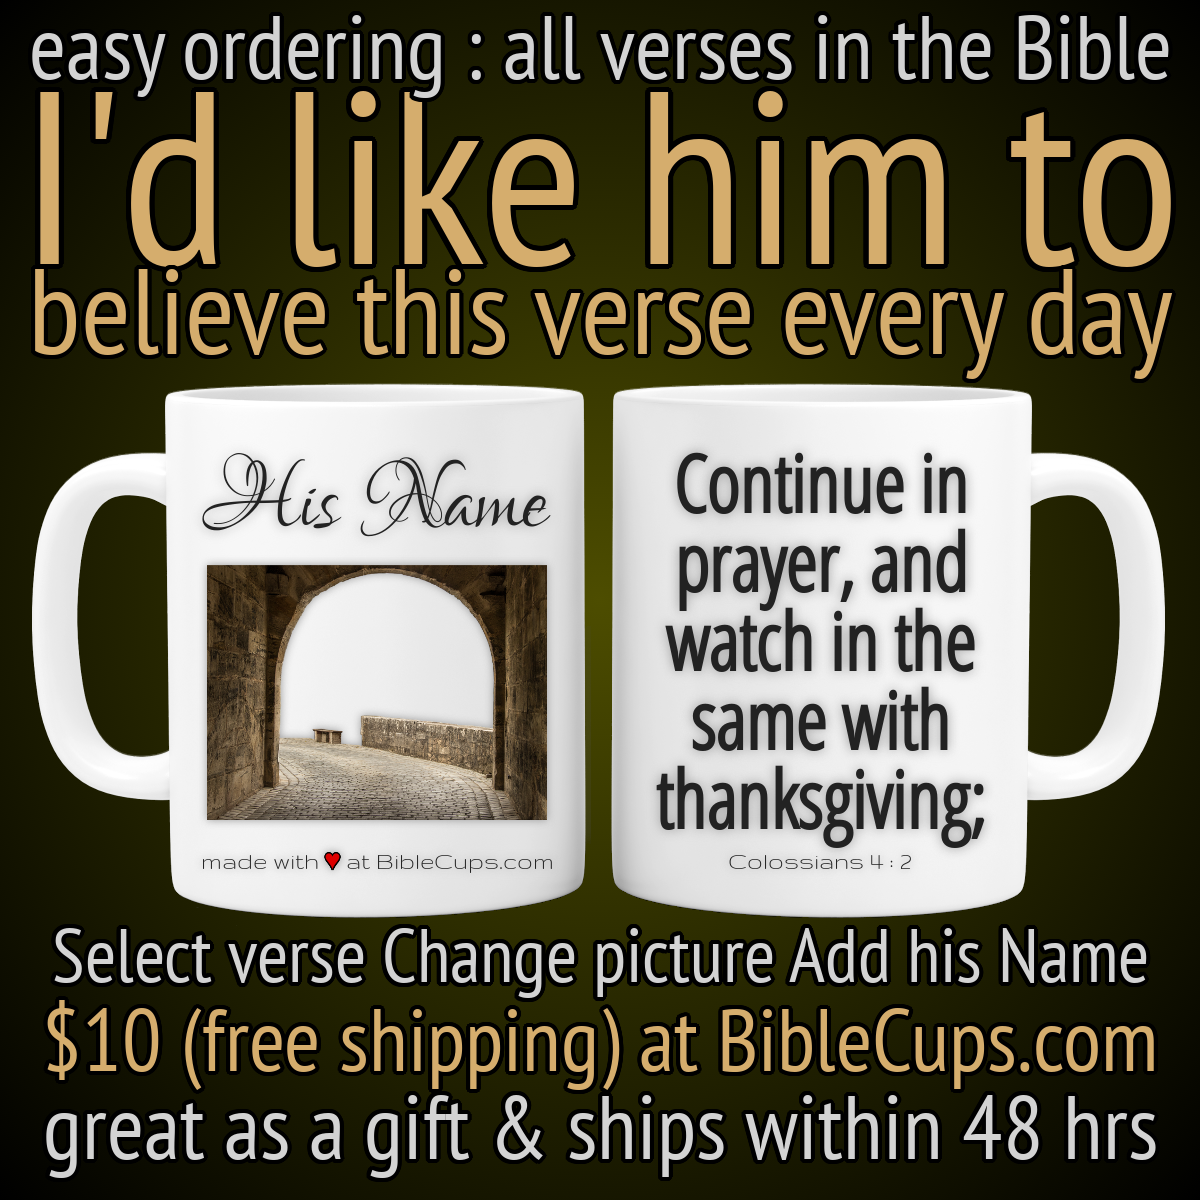 easy ordering : all verses in the Bible
I'd like him to
believe this verse every day
His Name
made with ❤ at BibleCups.com
Continue in
prayer, and
watch in the
same with
thanksgiving;
Colossians 4 : 2
Select verse Change picture Add his Name
$10 (free shipping) at BibleCups.com
great as a gift & ships within 48 hrs